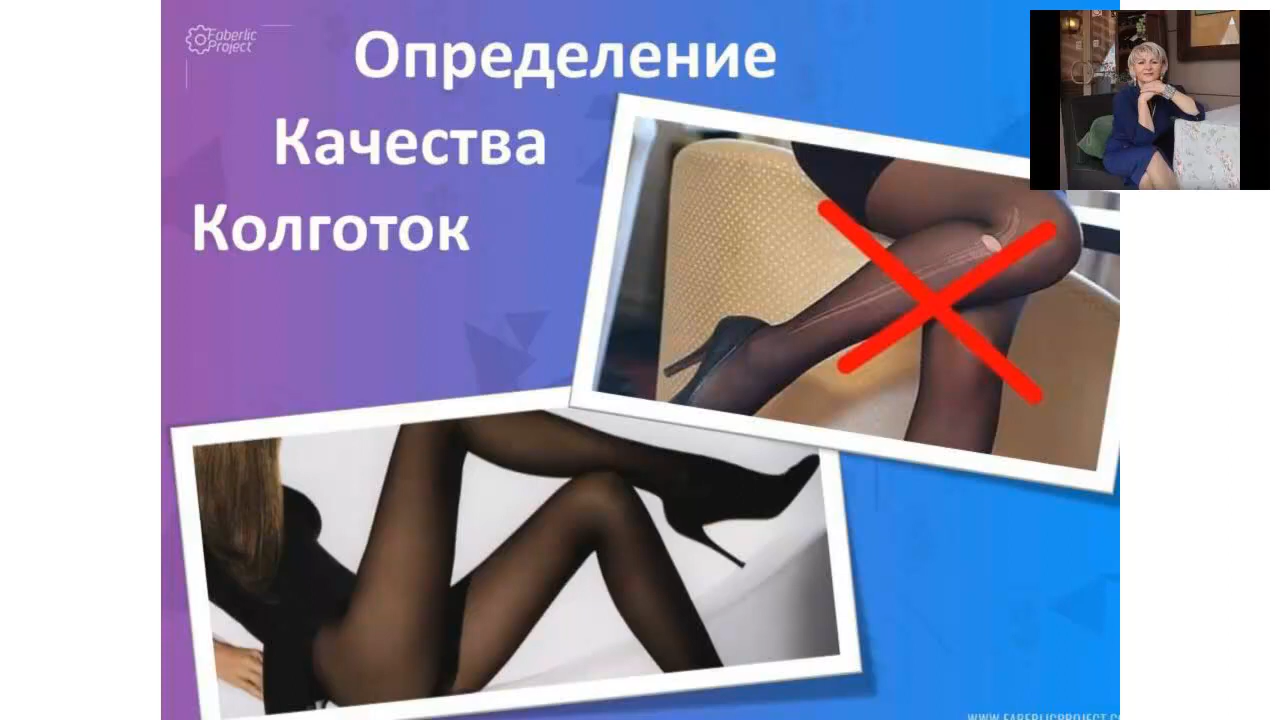 Faberlic
Project
Определение
Качества
Колготок